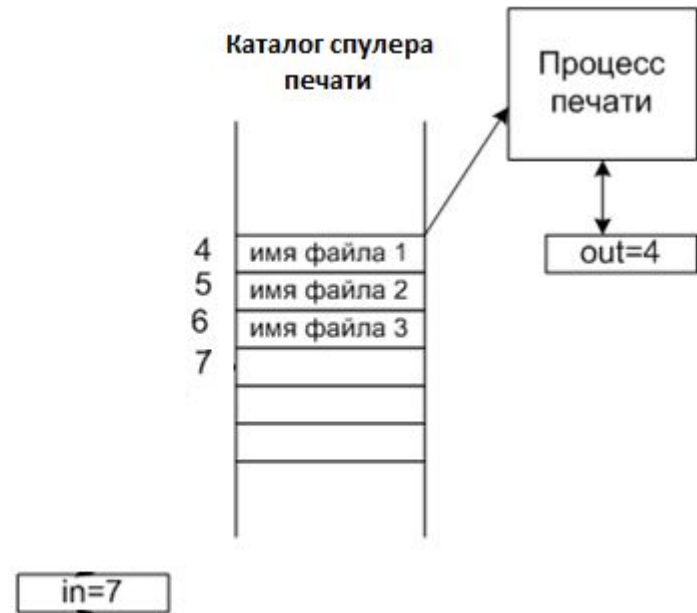 Каталог спулера
печати
Процесс
печати
4
имя файла 1
out=4
5
имя файла 2
6
имя файла 3
7
in=7